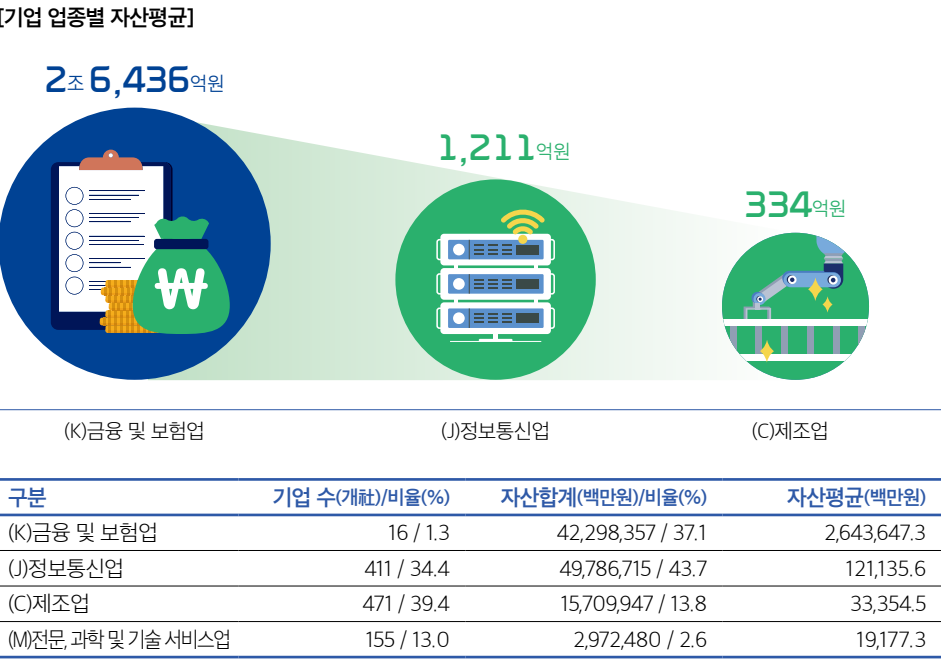 [기업 업종별 자산평균]
2조 6,436억원
1,211억원
334억원
₩
(K)금융 및 보험업 (J)정보통신업 (C)제조업
구분 기업 수(개社)/비율(%) 자산합계(백만원)/비율(%) 자산평균(백만원)
(K)금융 및 보험업 16 / 1.3 42,298,357 / 37.1 2,643,647.3
(J)정보통신업 411 / 34.4 49,786,715 / 43.7 121,135.6
(C)제조업 471 / 39.4 15,709,947 / 13.8 33,354.5
(M)전문, 과학 및 기술 서비스업 155 / 13.0 2,972,480 / 2.6 19,177.3